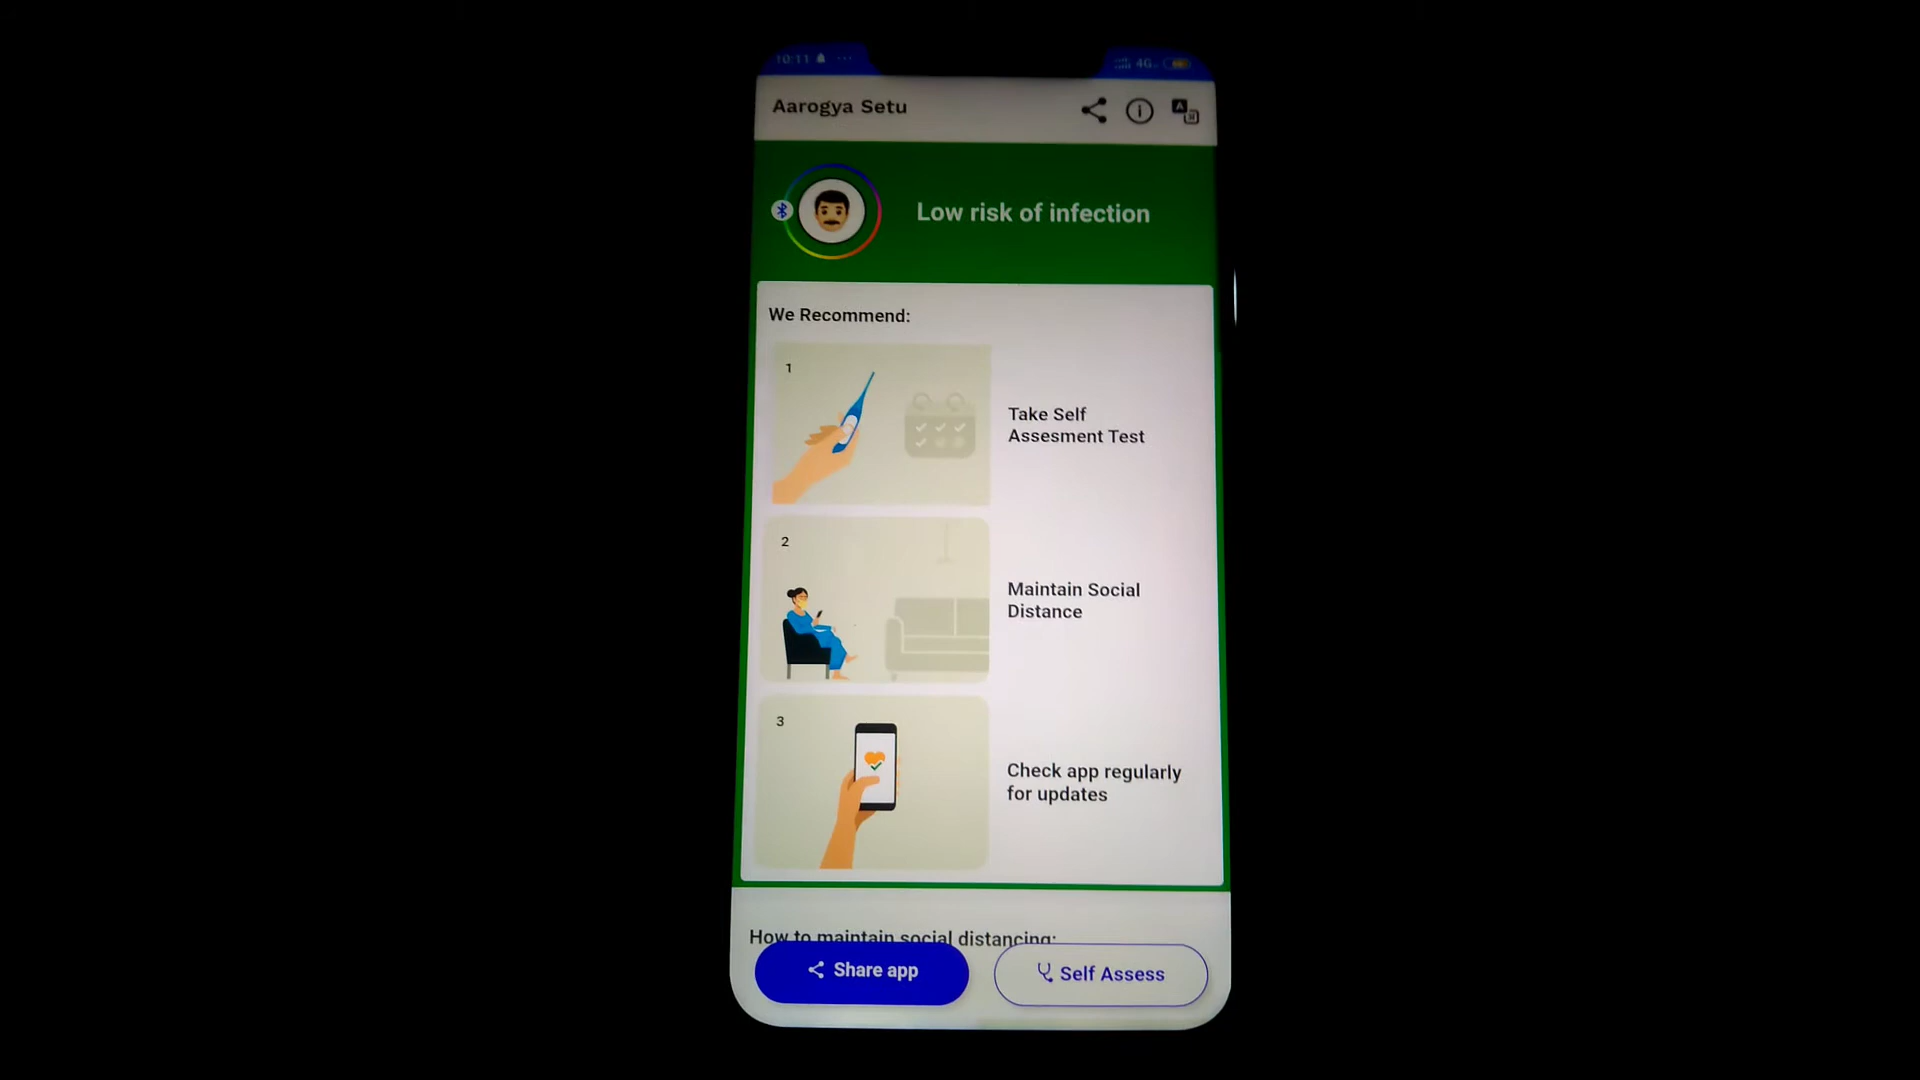 10:11
4G
Aarogya Setu
Low risk of infection
We Recommend:
1
Take Self
Assesment Test
2
Maintain Social
Distance
3
Check app regularly
for updates
How to maintain social distancing:
Share app
Self Assess